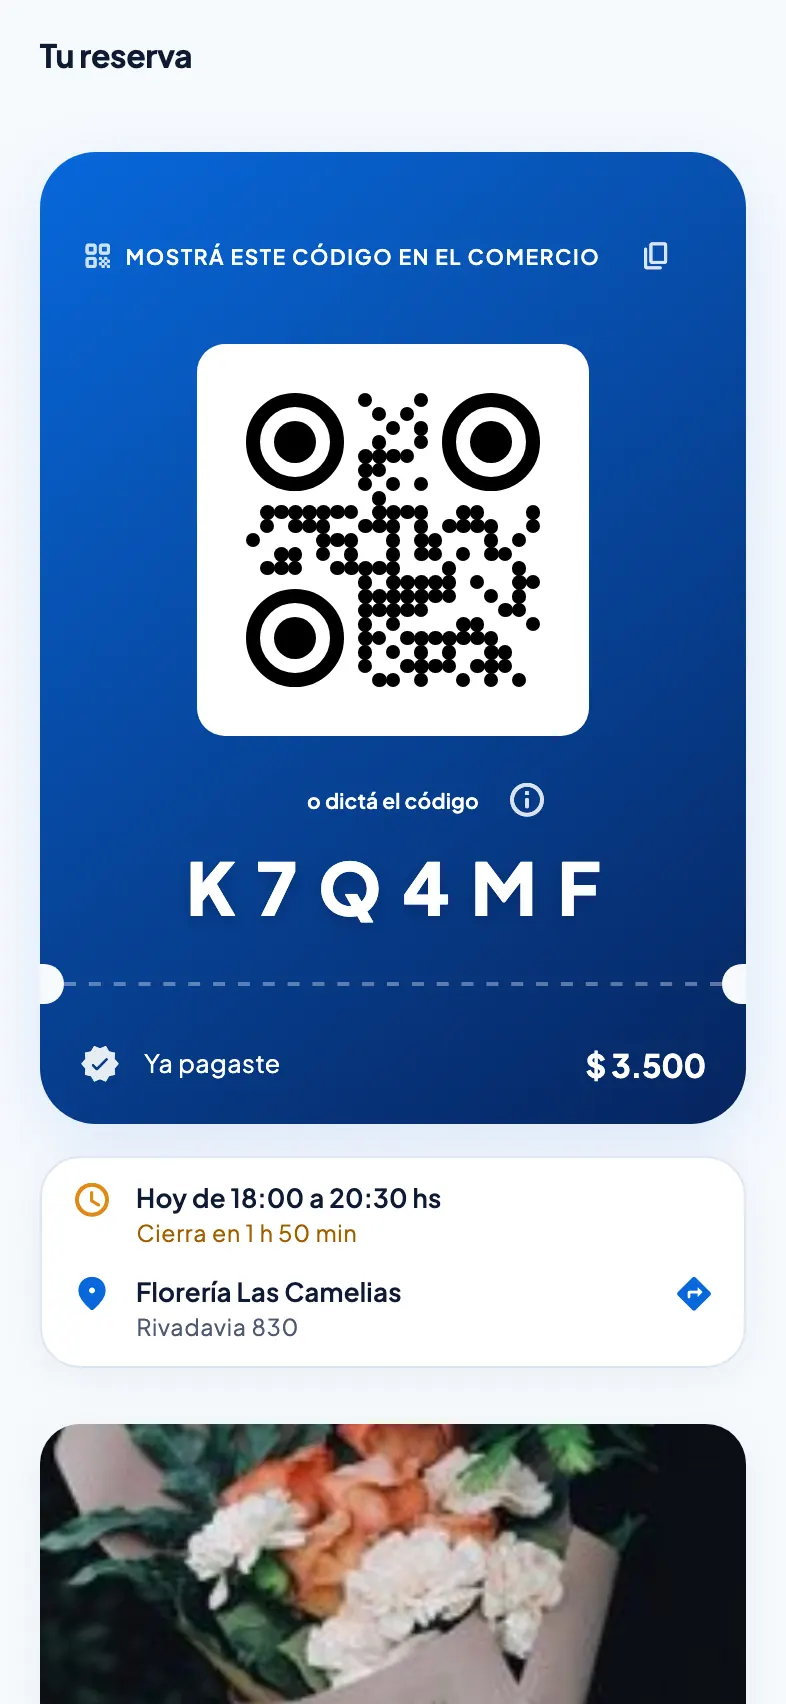 Tu reserva
MOSTRÁ ESTE CÓDIGO EN EL COMERCIO
o dictá el código
K7Q4MF
Ya pagaste
$ 3.500
Hoy de 18:00 a 20:30 hs
Cierra en 1 h 50 min
Florería Las Camelias
Rivadavia 830